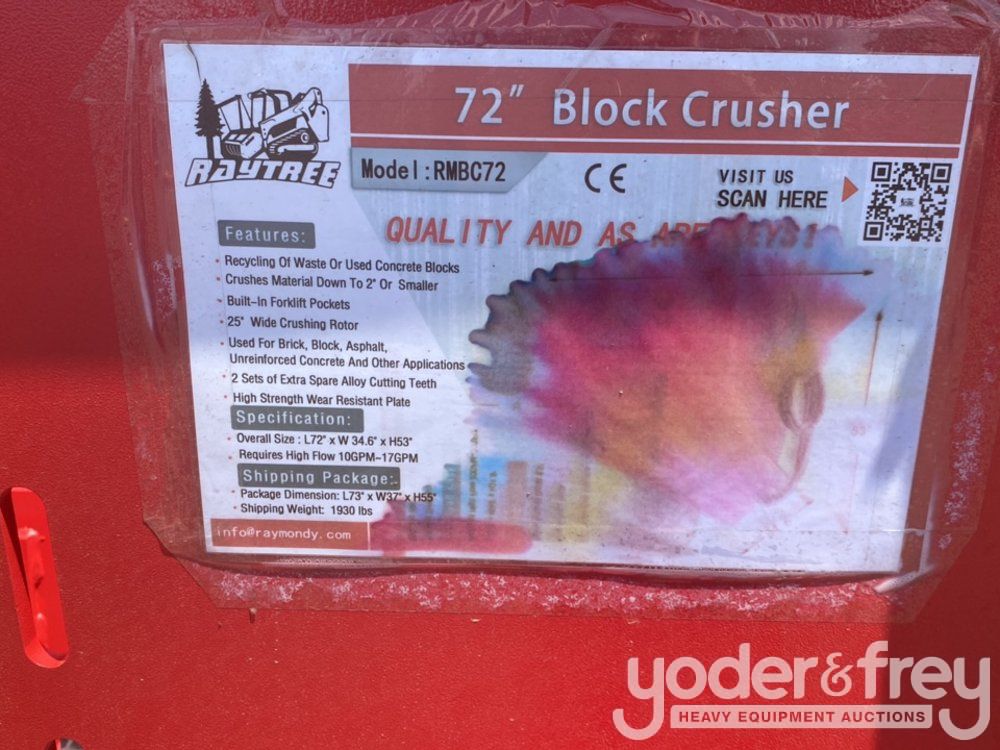 RAYTREE
72" Block Crusher
Model:RMBC72
CE
VISIT US
SCAN HERE
QUALITY AND AS
Features:
• Recycling Of Waste Or Used Concrete Blocks
• Crushes Material Down To 2" Or Smaller
• Built-In Forklift Pockets
• 25" Wide Crushing Rotor
• Used For Brick, Block, Asphalt,
Unreinforced Concrete And Other Applications
• 2 Sets of Extra Spare Alloy Cutting Teeth
• High Strength Wear Resistant Plate
Specification:
• Overall Size : L72" x W 34.6" x H53"
• Requires High Flow 10GPM-17GPM
Shipping Package:
• Package Dimension: L73" x W37" x H55"
• Shipping Weight: 1930 lbs
info@raymondy.com
yoder&frey
HEAVY EQUIPMENT AUCTIONS